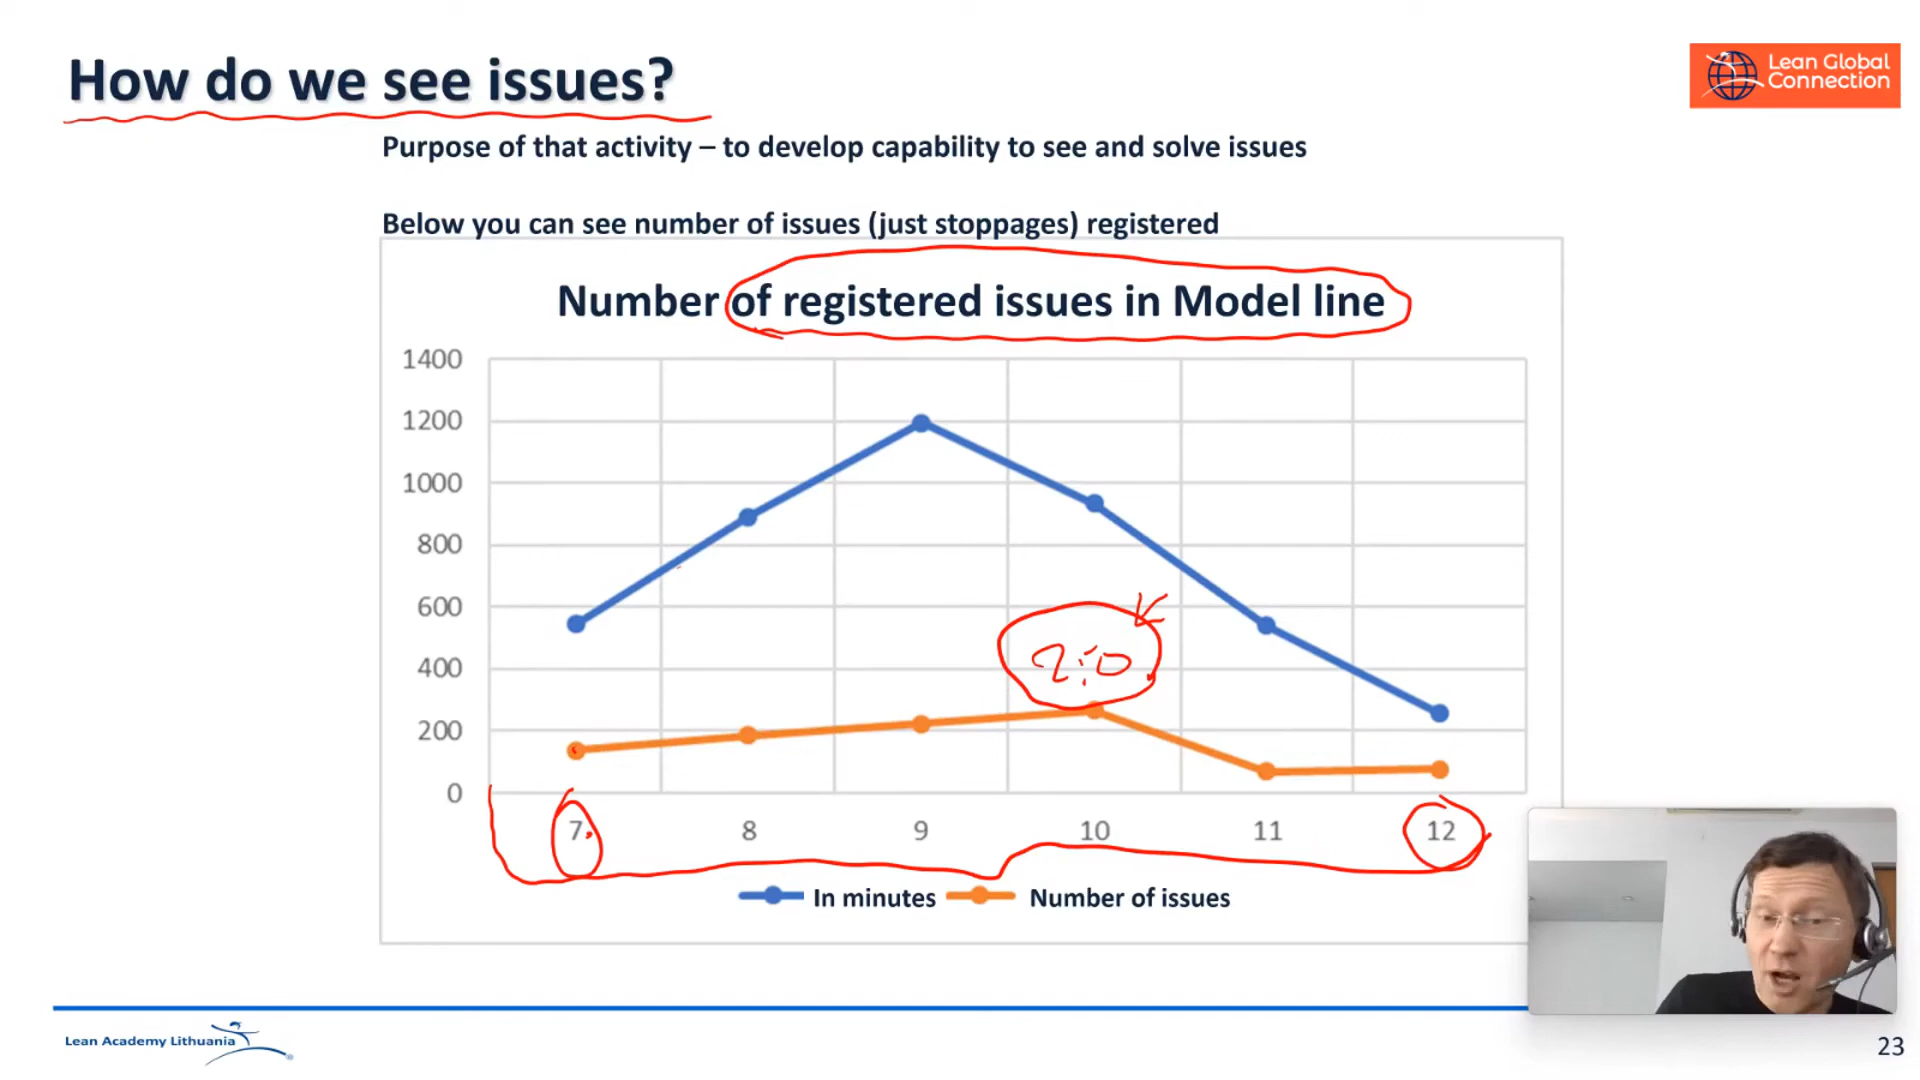 How do we see issues?
Lean Global
Connection
Purpose of that activity – to develop capability to see and solve issues
Below you can see number of issues (just stoppages) registered
Number of registered issues in Model line
1400
1200
1000
800
600
400
200
0
7 8 9 10 11 12
In minutes Number of issues
Lean Academy Lithuania
23